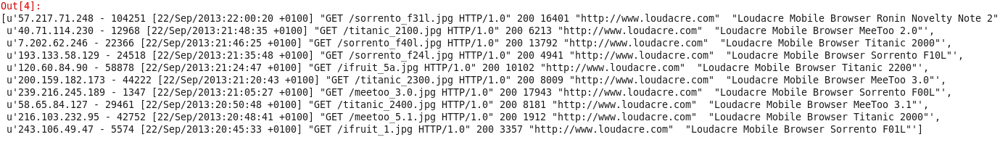 Out[4]:
[u'57.217.71.248 - 104251 [22/Sep/2013:22:00:20 +0100] "GET /sorrento_f31l.jpg HTTP/1.0" 200 16401 "http://www.loudacre.com"  "Loudacre Mobile Browser Ronin Novelty Note 2"
u'40.71.114.230 - 12968 [22/Sep/2013:21:48:35 +0100] "GET /titanic_2100.jpg HTTP/1.0" 200 6213 "http://www.loudacre.com"  "Loudacre Mobile Browser MeeToo 2.0"',
u'7.202.62.246 - 22366 [22/Sep/2013:21:46:25 +0100] "GET /sorrento_f40l.jpg HTTP/1.0" 200 13792 "http://www.loudacre.com"  "Loudacre Mobile Browser Titanic 2000"',
u'193.133.58.129 - 24518 [22/Sep/2013:21:35:48 +0100] "GET /sorrento_f24l.jpg HTTP/1.0" 200 4941 "http://www.loudacre.com"  "Loudacre Mobile Browser Sorrento F10L"',
u'120.60.84.90 - 58878 [22/Sep/2013:21:24:47 +0100] "GET /ifruit_5a.jpg HTTP/1.0" 200 10102 "http://www.loudacre.com"  "Loudacre Mobile Browser Titanic 2200"',
u'200.159.182.173 - 44222 [22/Sep/2013:21:20:43 +0100] "GET /titanic_2300.jpg HTTP/1.0" 200 8009 "http://www.loudacre.com"  "Loudacre Mobile Browser MeeToo 3.0"',
u'239.216.245.189 - 1347 [22/Sep/2013:21:05:27 +0100] "GET /meetoo_3.0.jpg HTTP/1.0" 200 17943 "http://www.loudacre.com"  "Loudacre Mobile Browser Sorrento F00L"',
u'58.65.84.127 - 29461 [22/Sep/2013:20:50:48 +0100] "GET /titanic_2400.jpg HTTP/1.0" 200 8181 "http://www.loudacre.com"  "Loudacre Mobile Browser MeeToo 3.1"',
u'216.103.232.95 - 42752 [22/Sep/2013:20:48:41 +0100] "GET /meetoo_5.1.jpg HTTP/1.0" 200 1912 "http://www.loudacre.com"  "Loudacre Mobile Browser Titanic 2000"',
u'243.106.49.47 - 5574 [22/Sep/2013:20:45:33 +0100] "GET /ifruit_1.jpg HTTP/1.0" 200 3357 "http://www.loudacre.com"  "Loudacre Mobile Browser Sorrento F01L"']